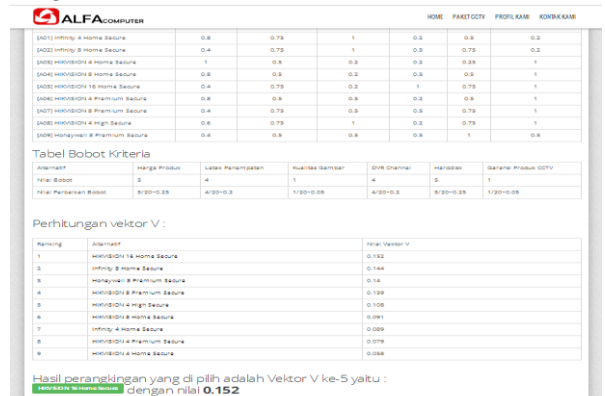 ALFACOMPUTER
HOME PAKET CCTV PROFIL KAMI KONTAK KAMI
[A01] Infinity 4 Home Secure 0.8 0.75 1 0.5 0.5 0.2
[A02] Infinity 8 Home Secure 0.4 0.75 1 0.5 0.75 0.2
[A03] HIKVISION 4 Home Secure 1 0.5 0.2 0.2 0.25 1
[A04] HIKVISION 8 Home Secure 0.8 0.5 0.2 0.5 0.5 1
[A05] HIKVISION 16 Home Secure 0.4 0.75 0.2 1 0.75 1
[A06] HIKVISION 4 Premium Secure 0.8 0.5 0.5 0.2 0.5 1
[A07] HIKVISION 8 Premium Secure 0.4 0.75 0.5 0.5 0.75 1
[A08] HIKVISION 4 High Secure 0.6 0.75 1 0.2 0.75 1
[A09] Honeywell 8 Premium Secure 0.4 0.5 0.5 0.5 1 0.5
Tabel Bobot Kriteria
Alternatif Harga Produk Letak Penempatan Kualitas Gambar DVR Channel Harddisk Garansi Produk CCTV
Nilai Bobot 5 4 1 4 5 1
Nilai Perbaikan Bobot 5/20=0.25 4/20=0.2 1/20=0.05 4/20=0.2 5/20=0.25 1/20=0.05
Perhitungan vektor V :
Ranking Alternatif Nilai Vektor V
1 HIKVISION 16 Home Secure 0.152
2 Infinity 8 Home Secure 0.144
3 Honeywell 8 Premium Secure 0.14
4 HIKVISION 8 Premium Secure 0.139
5 HIKVISION 4 High Secure 0.108
6 HIKVISION 8 Home Secure 0.091
7 Infinity 4 Home Secure 0.089
8 HIKVISION 4 Premium Secure 0.079
9 HIKVISION 4 Home Secure 0.058
Hasil perangkingan yang di pilih adalah Vektor V ke-5 yaitu :
HIKVISION 16 Home Secure dengan nilai 0.152